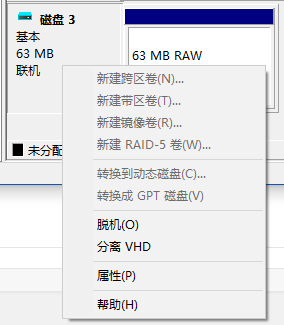 磁盘 3
基本
63 MB
联机
63 MB RAW
新建跨区卷(N)...
新建带区卷(T)...
新建镜像卷(R)...
新建 RAID-5 卷(W)...
转换到动态磁盘(C)...
转换成 GPT 磁盘(V)
脱机(O)
分离 VHD
属性(P)
帮助(H)
未分配